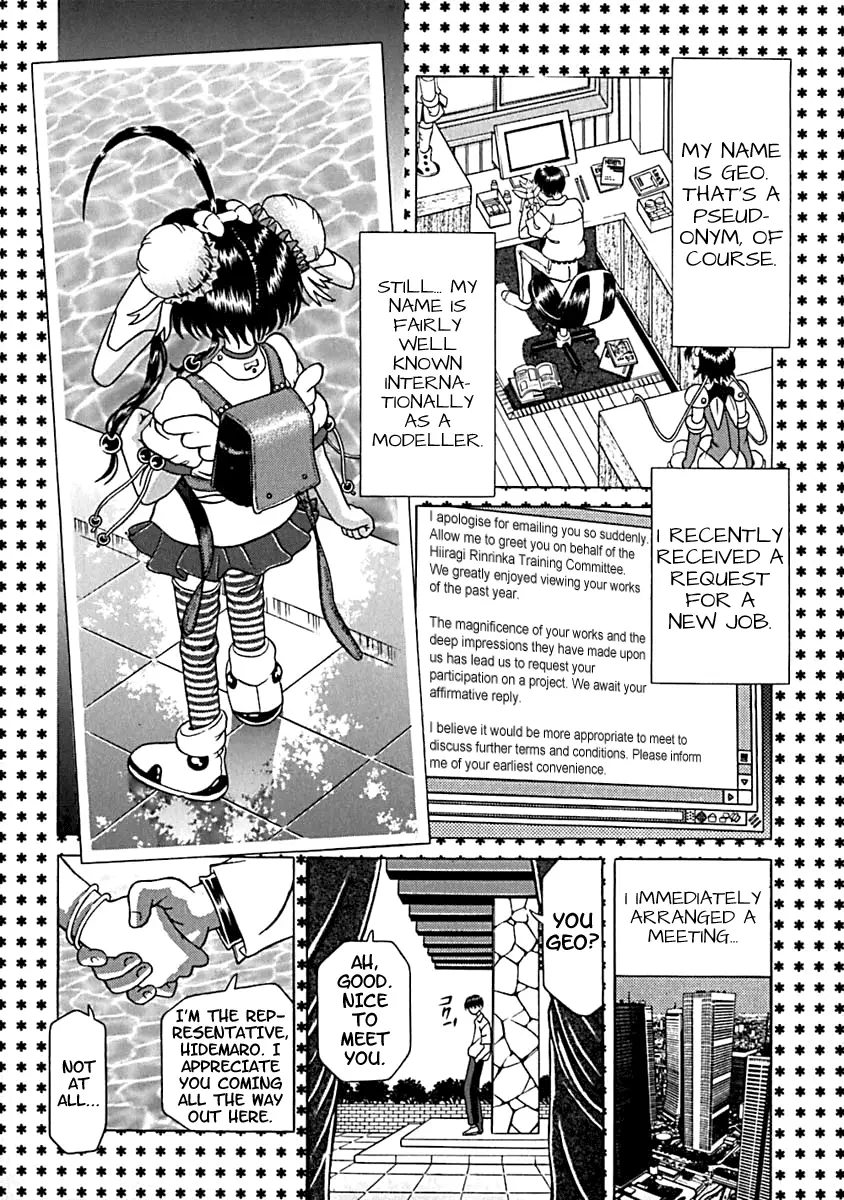 MY NAME
IS GEO.
THAT'S A
PSEUD-
ONYM, OF
COURSE.
STILL... MY
NAME IS
FAIRLY
WELL
KNOWN
INTERNA-
TIONALLY
AS A
MODELLER.
I RECENTLY
RECEIVED A
REQUEST
FOR A
NEW JOB.
I apologise for emailing you so suddenly.
Allow me to greet you on behalf of the
Hiiragi Rinrinka Training Committee.
We greatly enjoyed viewing your works
of the past year.
The magnificence of your works and the
deep impressions they have made upon
us has lead us to request your
participation on a project. We await your
affirmative reply.
I believe it would be more appropriate to meet to
discuss further terms and conditions. Please inform
me of your earliest convenience.
I IMMEDIATELY
ARRANGED A
MEETING...
YOU
GEO?
AH,
GOOD.
NICE
TO
MEET
YOU.
コクン
I'M THE REP-
RESENTATIVE,
HIDEMARO. I
APPRECIATE
YOU COMING
ALL THE WAY
OUT HERE.
NOT
AT
ALL...